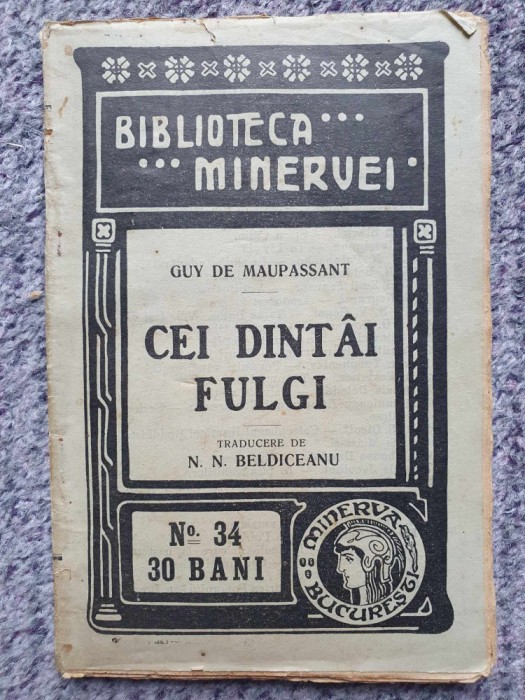 BIBLIOTECA
MINERVEI
GUY DE MAUPASSANT
CEI DINTÂI
FULGI
TRADUCERE DE
N. N. BELDICEANU
No. 34
30 BANI
MINERVA
BUCUREŞTI